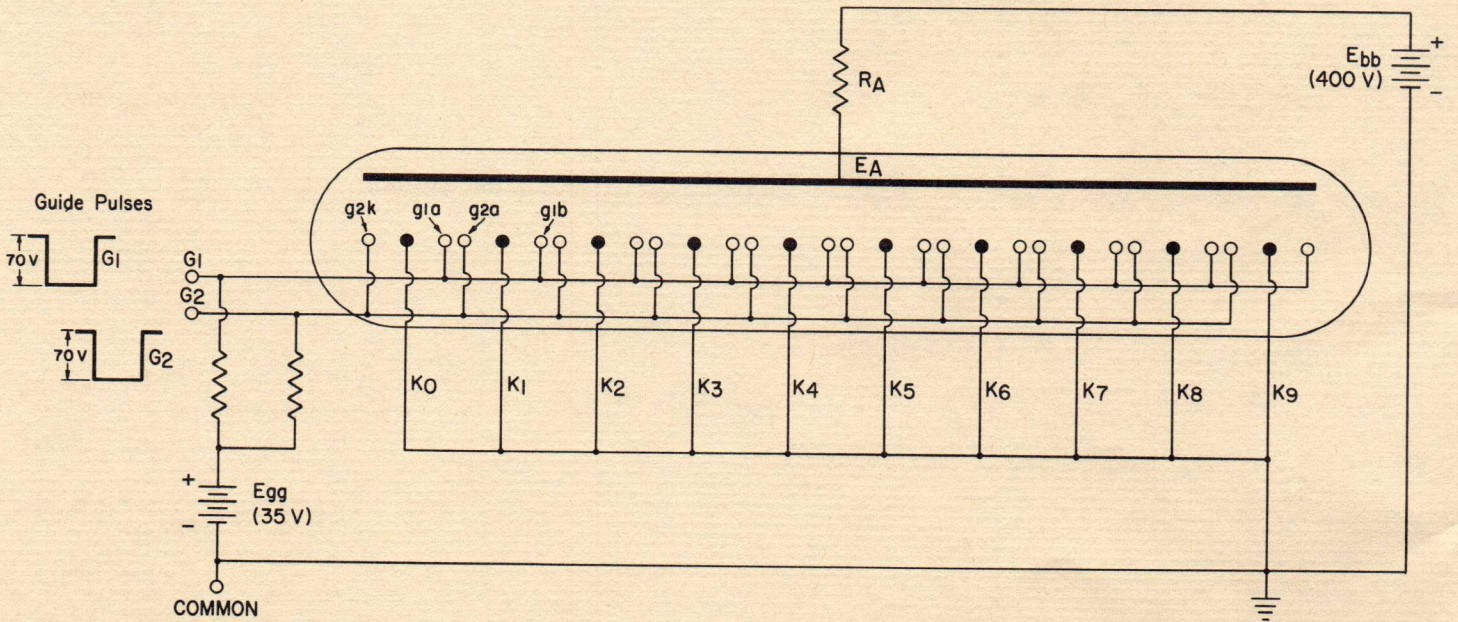 Ebb
(400 V)
+
-
RA
EA
Guide Pulses
70 V
G1
70 V
G2
G1
G2
g2k
g1a
g2a
g1b
K0
K1
K2
K3
K4
K5
K6
K7
K8
K9
+
-
Egg
(35 V)
COMMON